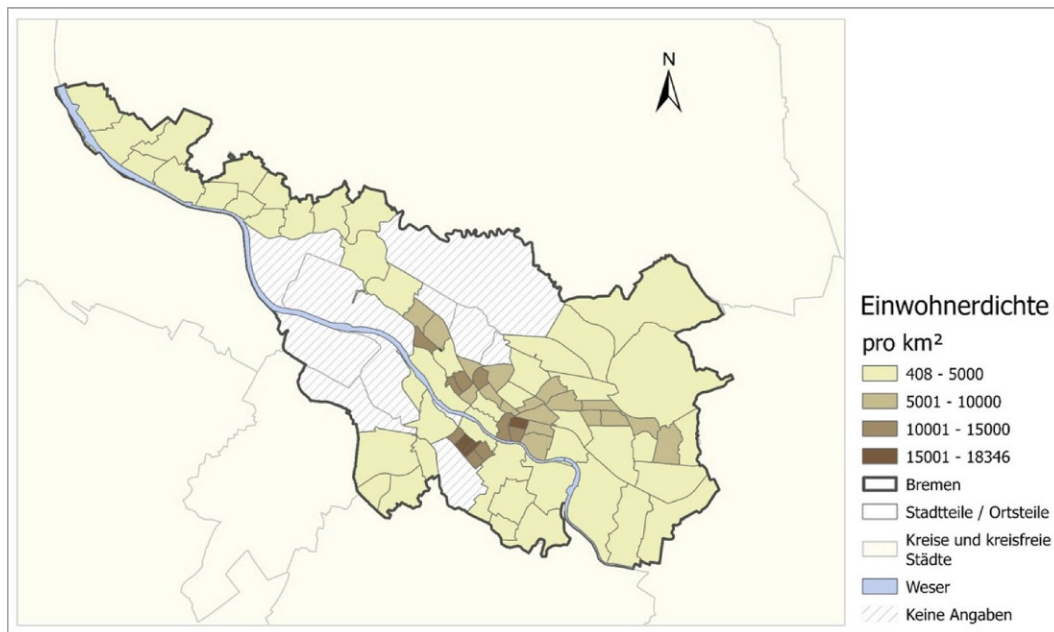 N
Einwohnerdichte
pro km²
408 - 5000
5001 - 10000
10001 - 15000
15001 - 18346
Bremen
Stadtteile / Ortsteile
Kreise und kreisfreie
Städte
Weser
Keine Angaben